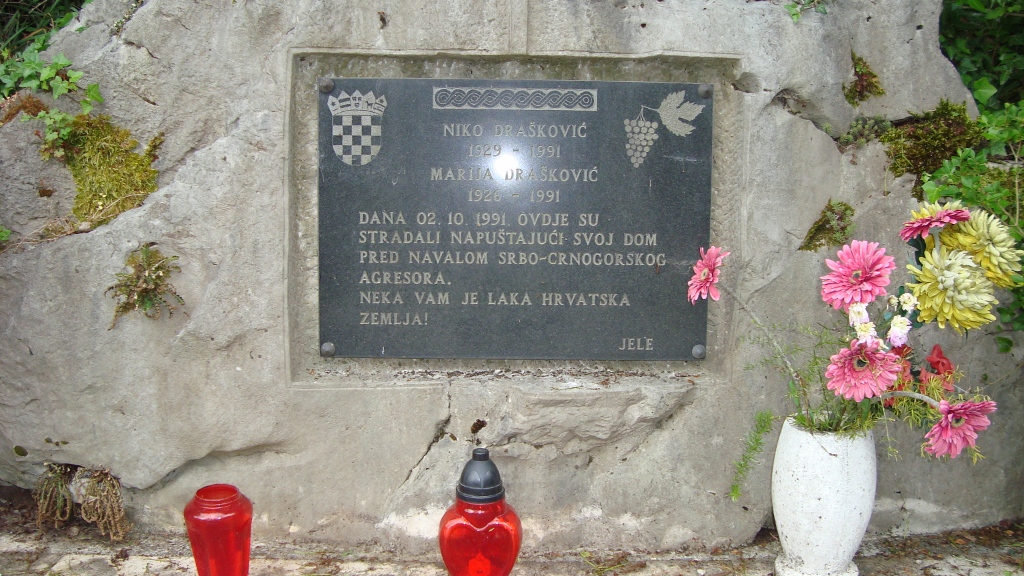 NIKO DRAŠKOVIĆ
1929 - 1991
MARIJA DRAŠKOVIĆ
1926 - 1991
DANA 02. 10. 1991. OVDJE SU
STRADALI NAPUŠTAJUĆI SVOJ DOM
PRED NAVALOM SRBO-CRNOGORSKOG
AGRESORA.
NEKA VAM JE LAKA HRVATSKA
ZEMLJA!
JELE